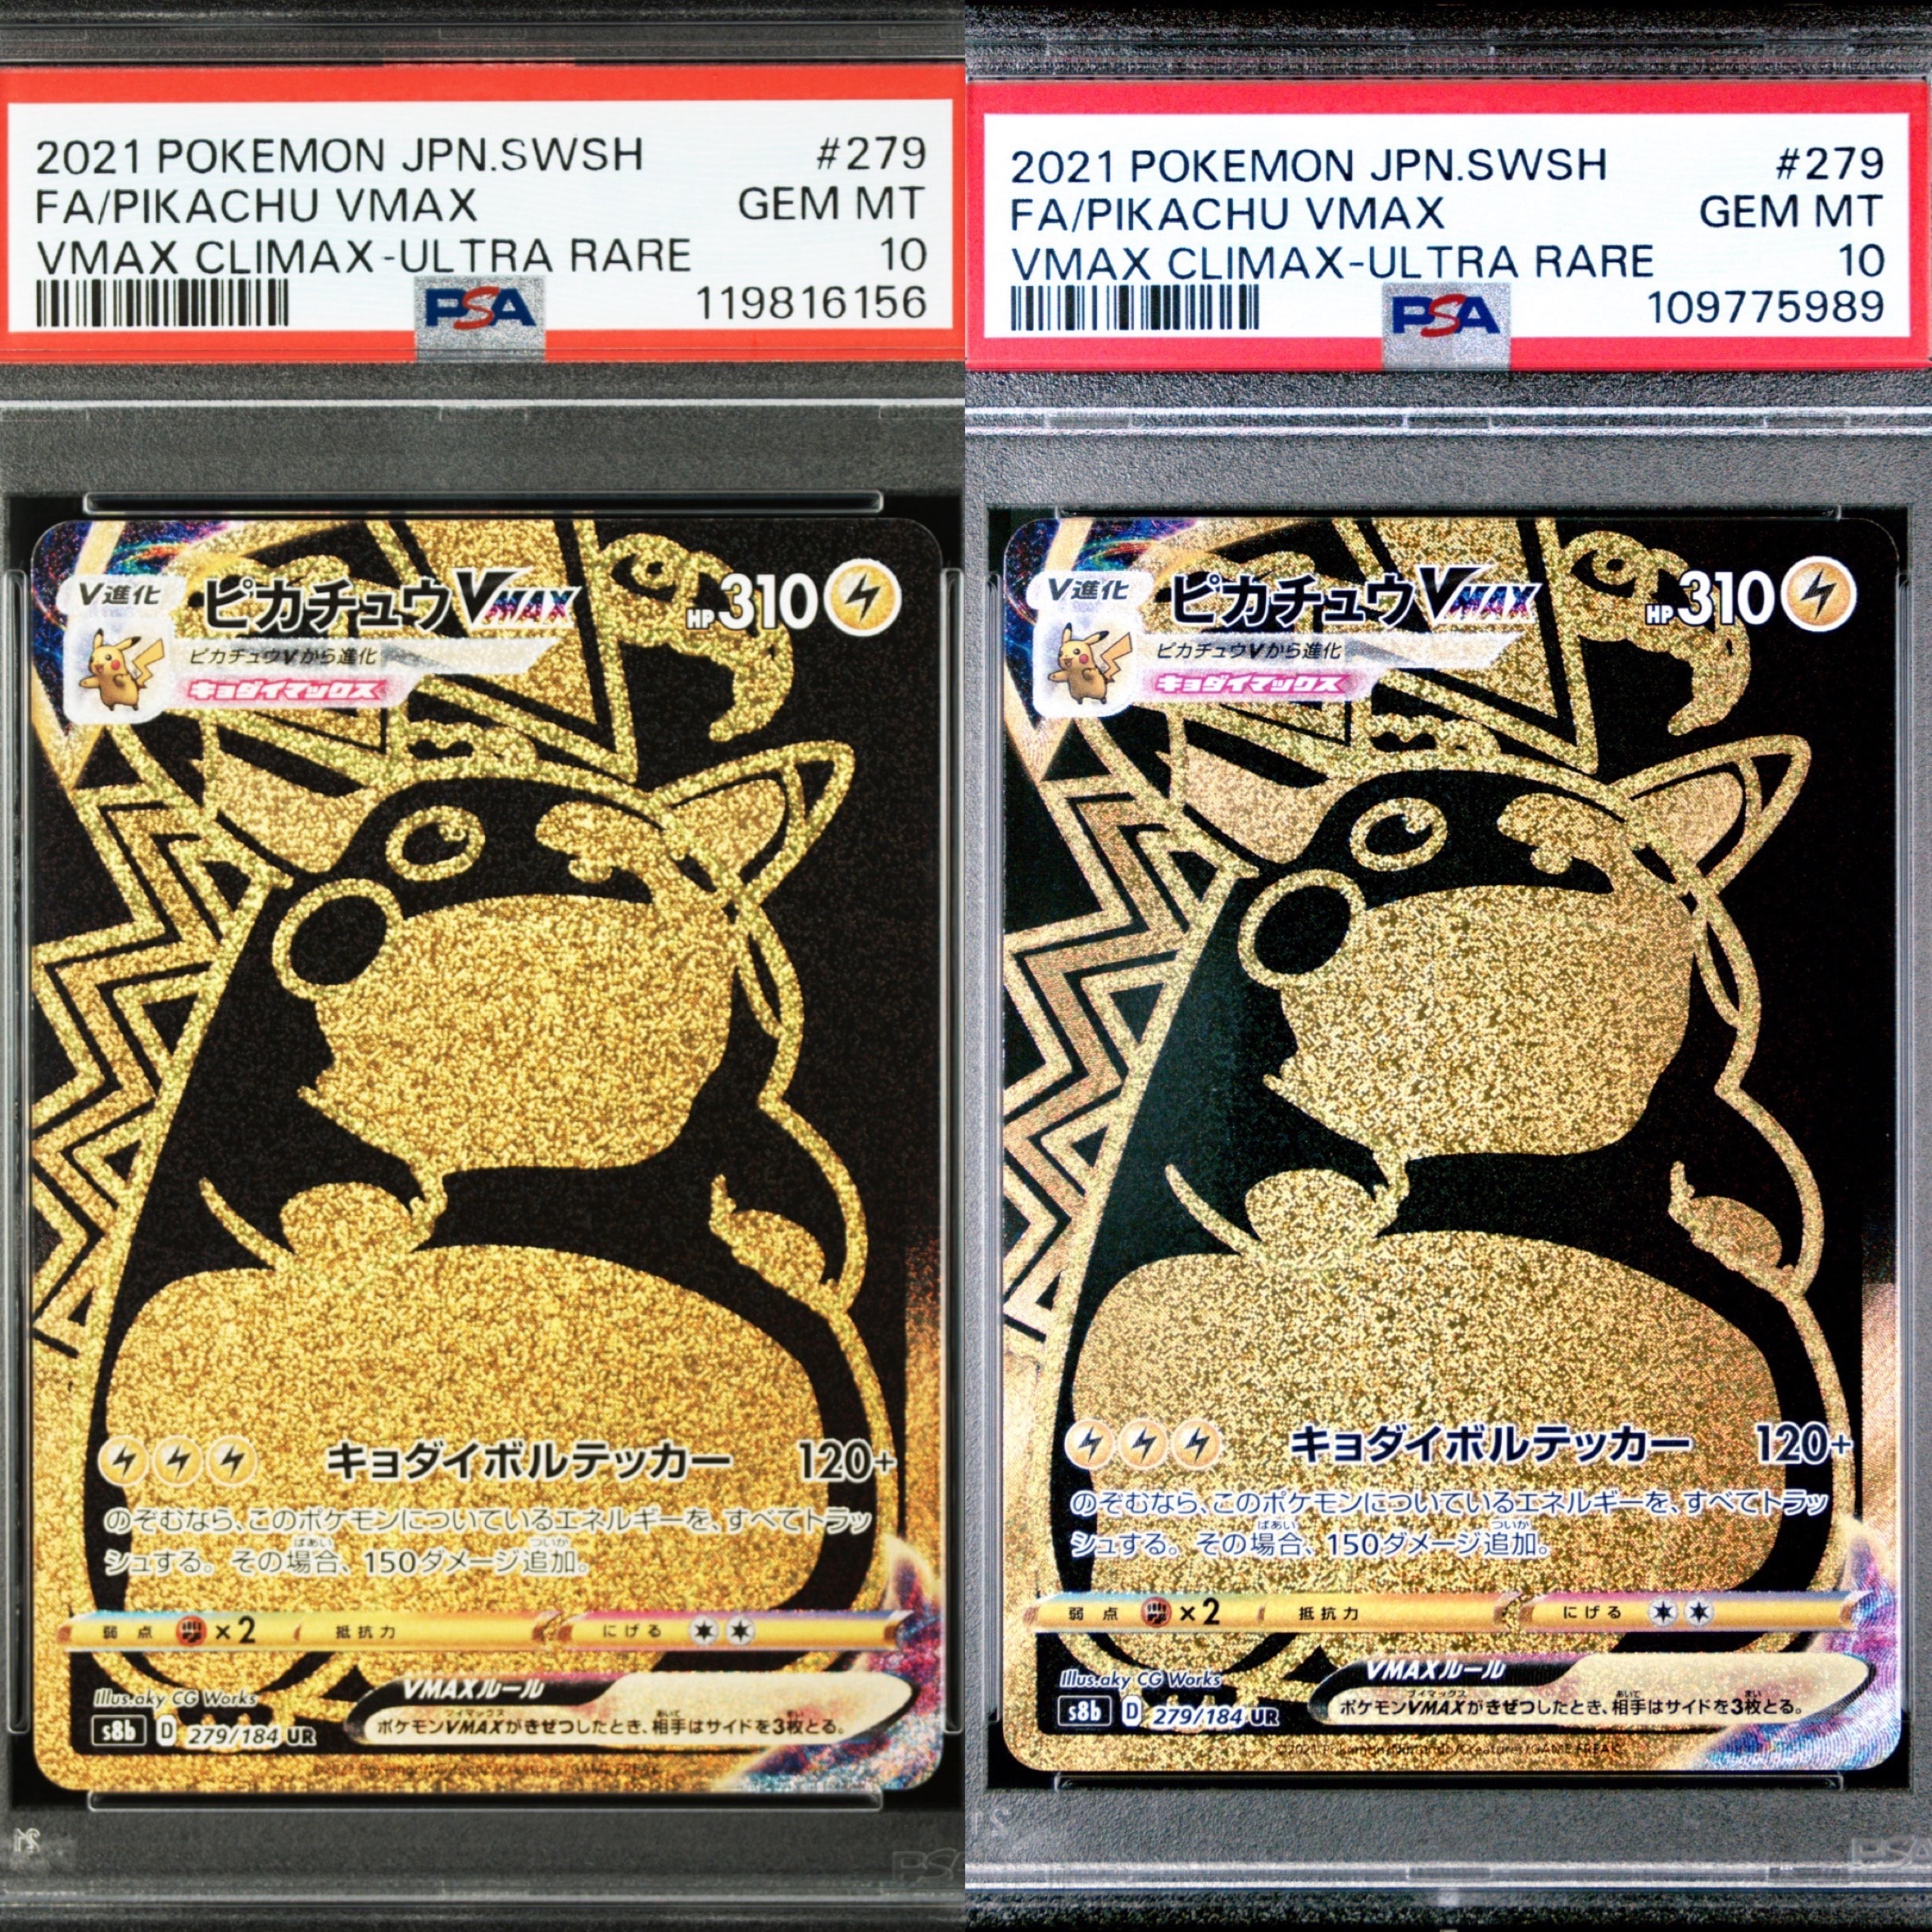 2021 POKEMON JPN.SWSH #279
FA/PIKACHU VMAX GEM MT
VMAX CLIMAX-ULTRA RARE 10
PSA 119816156
V進化 ピカチュウVMAX HP310
ピカチュウVから進化
キョダイマックス
キョダイボルテッカー 120+
のぞむなら、このポケモンについているエネルギーを、すべてトラッ
シュする。その場合、150ダメージ追加。
弱点 ×2 抵抗力 にげる
Illus.aky CG Works
VMAXルール
s8b D 279/184 UR ポケモンVMAXがきぜつしたとき、相手はサイドを3枚とる。
PSA
2021 POKEMON JPN.SWSH #279
FA/PIKACHU VMAX GEM MT
VMAX CLIMAX-ULTRA RARE 10
PSA 109775989
V進化 ピカチュウVMAX HP310
ピカチュウVから進化
キョダイマックス
キョダイボルテッカー 120+
のぞむなら、このポケモンについているエネルギーを、すべてトラッ
シュする。その場合、150ダメージ追加。
弱点 ×2 抵抗力 にげる
Illus.aky CG Works
VMAXルール
s8b D 279/184 UR ポケモンVMAXがきぜつしたとき、相手はサイドを3枚とる。
©2021 Pokémon/Nintendo/Creatures/GAME FREAK
PSA